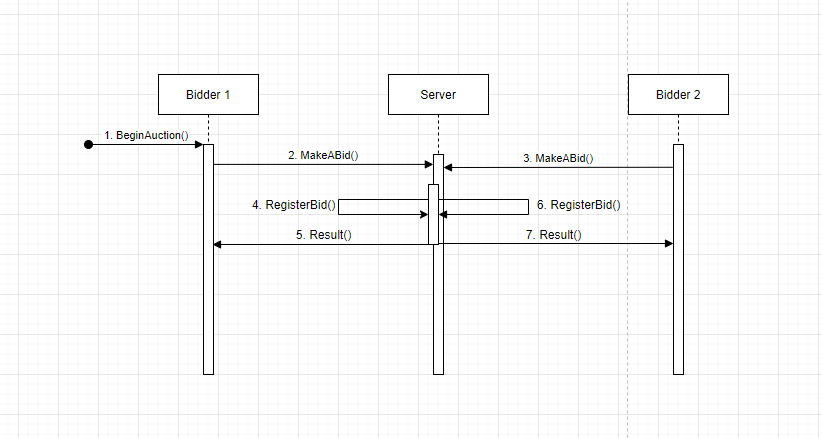 Bidder 1
Server
Bidder 2
1. BeginAuction()
2. MakeABid()
3. MakeABid()
4. RegisterBid()
6. RegisterBid()
5. Result()
7. Result()